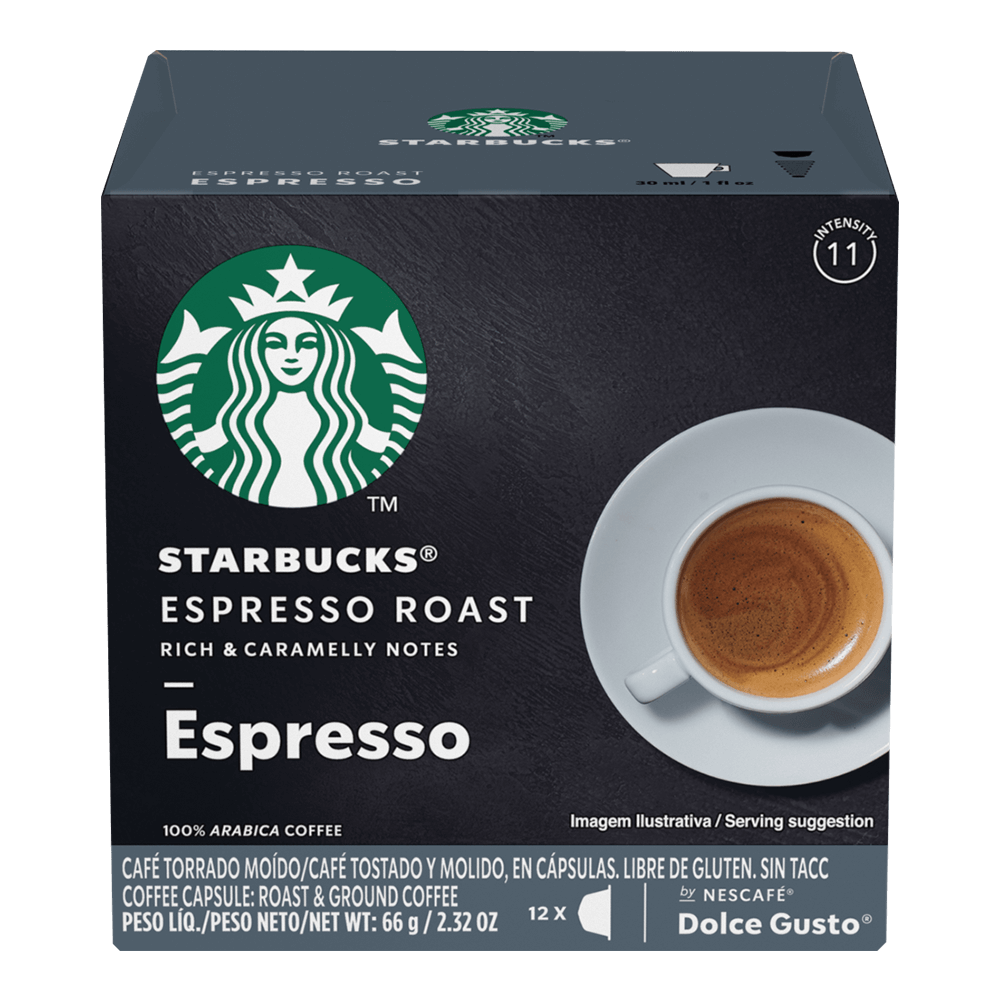 STARBUCKS®
ESPRESSO ROAST
ESPRESSO
30 ml / 1 fl oz
INTENSITY
11
TM
STARBUCKS®
ESPRESSO ROAST
RICH & CARAMELLY NOTES
Espresso
100% ARABICA COFFEE
Imagem Ilustrativa / Serving suggestion
CAFÉ TORRADO MOÍDO/CAFÉ TOSTADO Y MOLIDO, EN CÁPSULAS. LIBRE DE GLUTEN. SIN TACC
COFFEE CAPSULE: ROAST & GROUND COFFEE
PESO LÍQ./PESO NETO/NET WT: 66 g / 2.32 OZ
12 X
by NESCAFÉ®
Dolce Gusto®